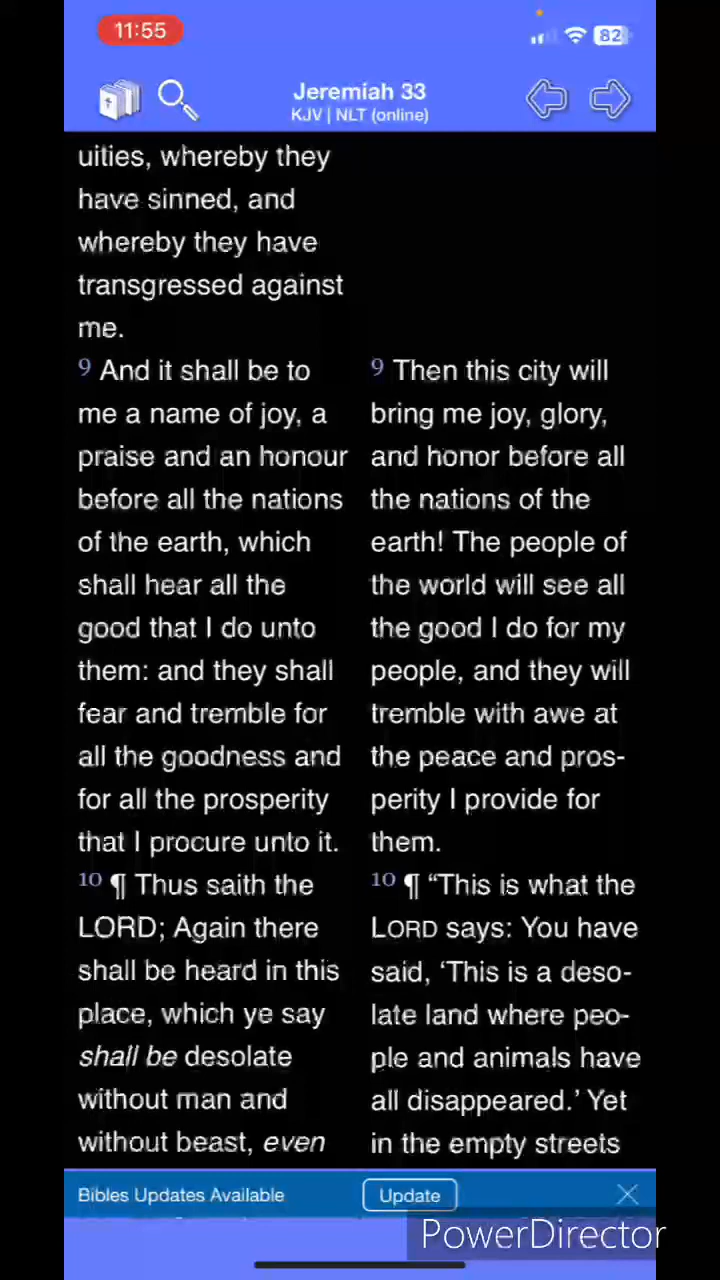 11:55
82
Jeremiah 33
KJV | NLT (online)
uities, whereby they
have sinned, and
whereby they have
transgressed against
me.
9 And it shall be to
me a name of joy, a
praise and an honour
before all the nations
of the earth, which
shall hear all the
good that I do unto
them: and they shall
fear and tremble for
all the goodness and
for all the prosperity
that I procure unto it.
10 ¶ Thus saith the
LORD; Again there
shall be heard in this
place, which ye say
shall be desolate
without man and
without beast, even
9 Then this city will
bring me joy, glory,
and honor before all
the nations of the
earth! The people of
the world will see all
the good I do for my
people, and they will
tremble with awe at
the peace and pros-
perity I provide for
them.
10 ¶ “This is what the
LORD says: You have
said, ‘This is a deso-
late land where peo-
ple and animals have
all disappeared.’ Yet
in the empty streets
Bibles Updates Available
Update
PowerDirector